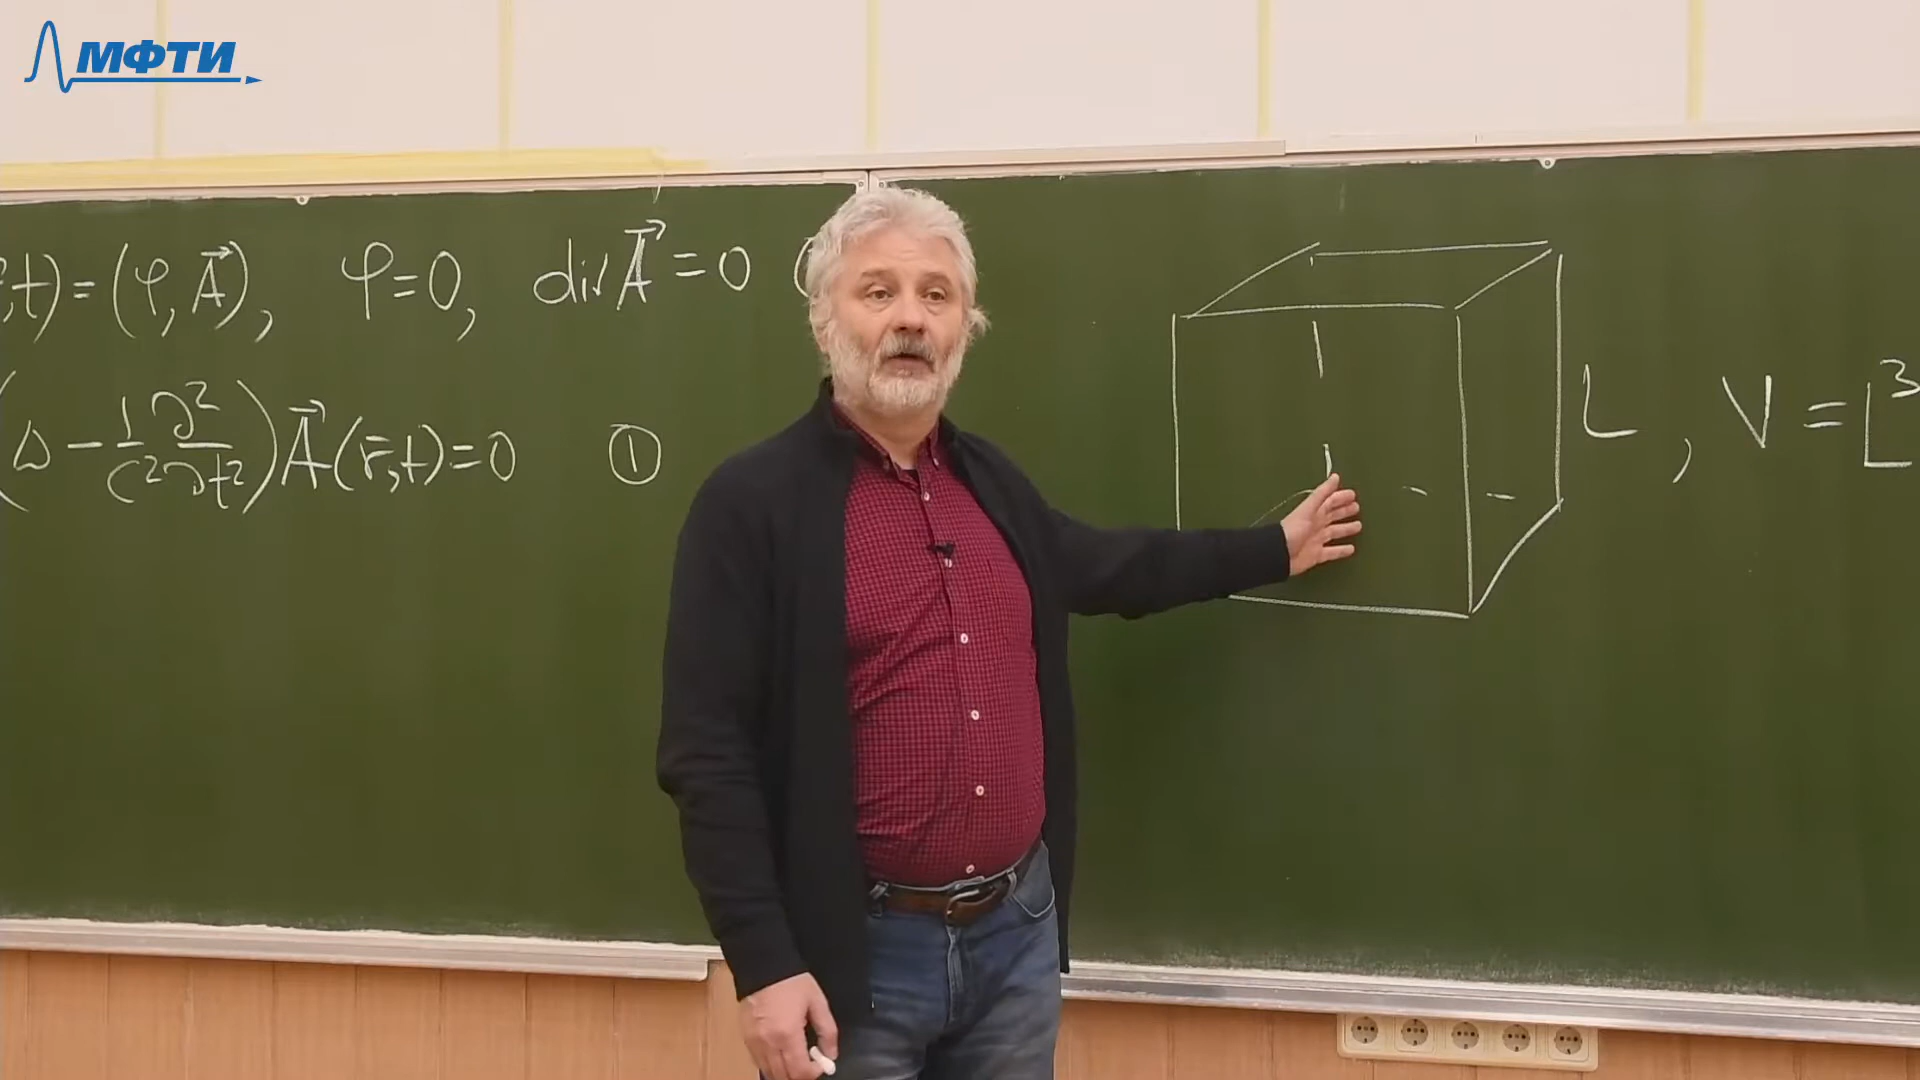 МФТИ
,t) = (φ, A⃗), φ = 0, div A⃗ = 0
(Δ - 1/c² ∂²/∂t²) A⃗(r⃗,t) = 0 ①
L, V = L³